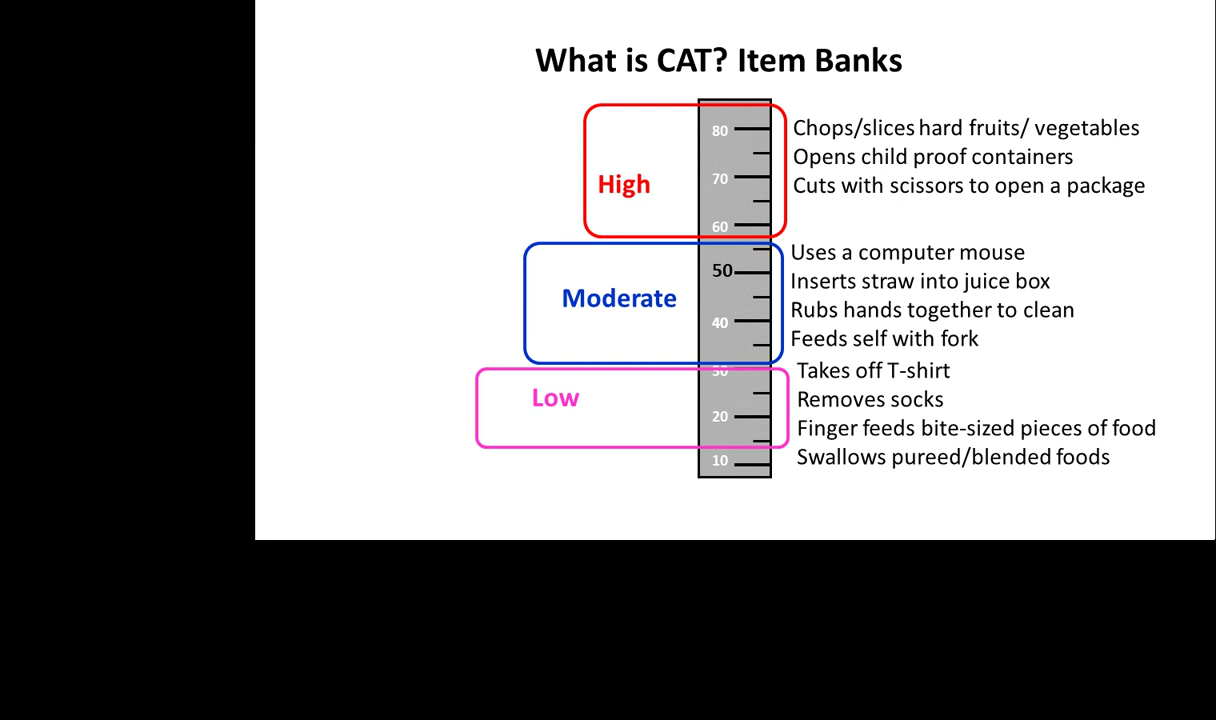 What is CAT? Item Banks
80
Chops/slices hard fruits/ vegetables
Opens child proof containers
High
70
Cuts with scissors to open a package
60
Uses a computer mouse
50
Inserts straw into juice box
Moderate
Rubs hands together to clean
40
Feeds self with fork
30
Takes off T-shirt
Low
Removes socks
20
Finger feeds bite-sized pieces of food
10
Swallows pureed/blended foods